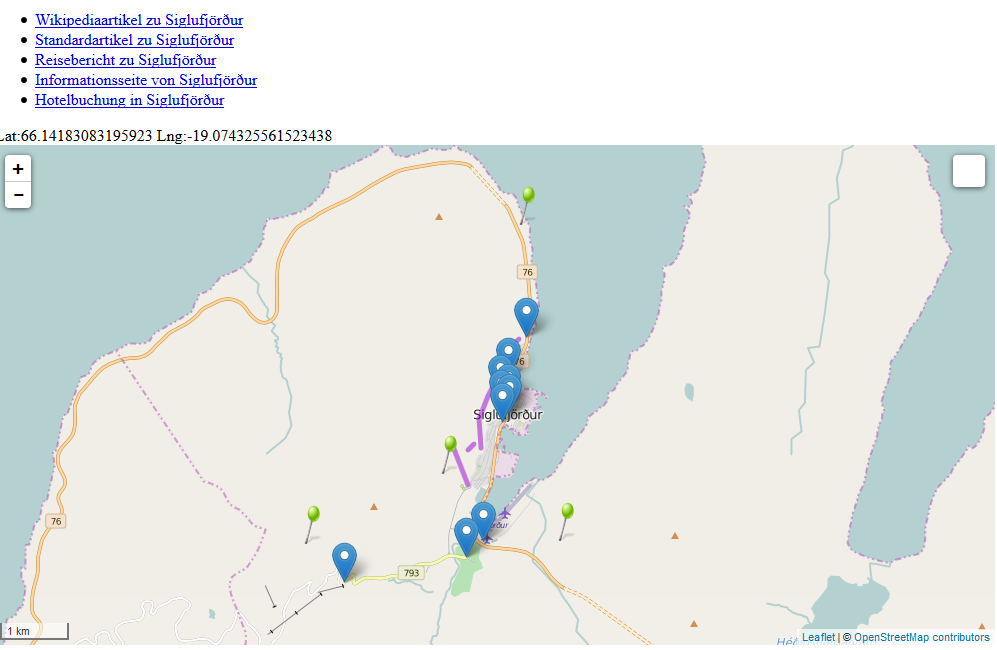 Wikipediaartikel zu Siglufjörður
Standardartikel zu Siglufjörður
Reisebericht zu Siglufjörður
Informationsseite von Siglufjörður
Hotelbuchung in Siglufjörður
Lat:66.14183083195923 Lng:-19.074325561523438
+
−
76
76
Siglufjörður
76
793
1 km
Leaflet | © OpenStreetMap contributors